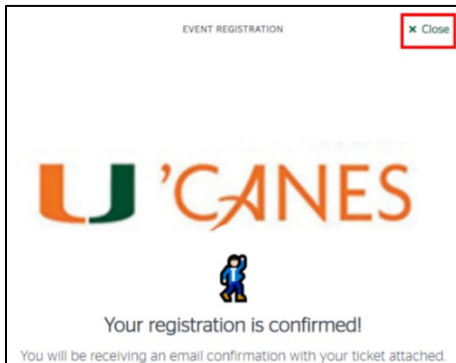 EVENT REGISTRATION
× Close
U 'CANES
Your registration is confirmed!
You will be receiving an email confirmation with your ticket attached.